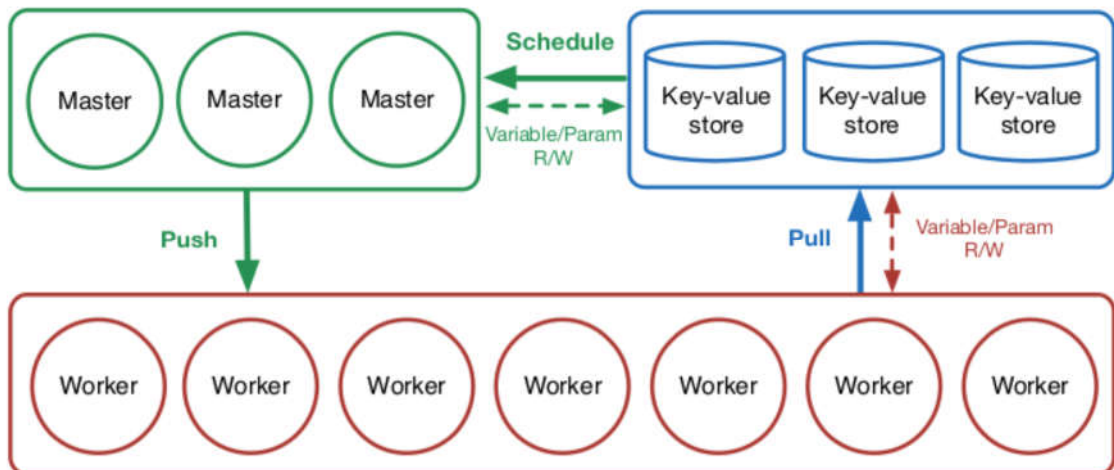 Schedule
Master
Master
Master
Key-value
store
Key-value
store
Key-value
store
Variable/Param
R/W
Push
Pull
Variable/Param
R/W
Worker
Worker
Worker
Worker
Worker
Worker
Worker